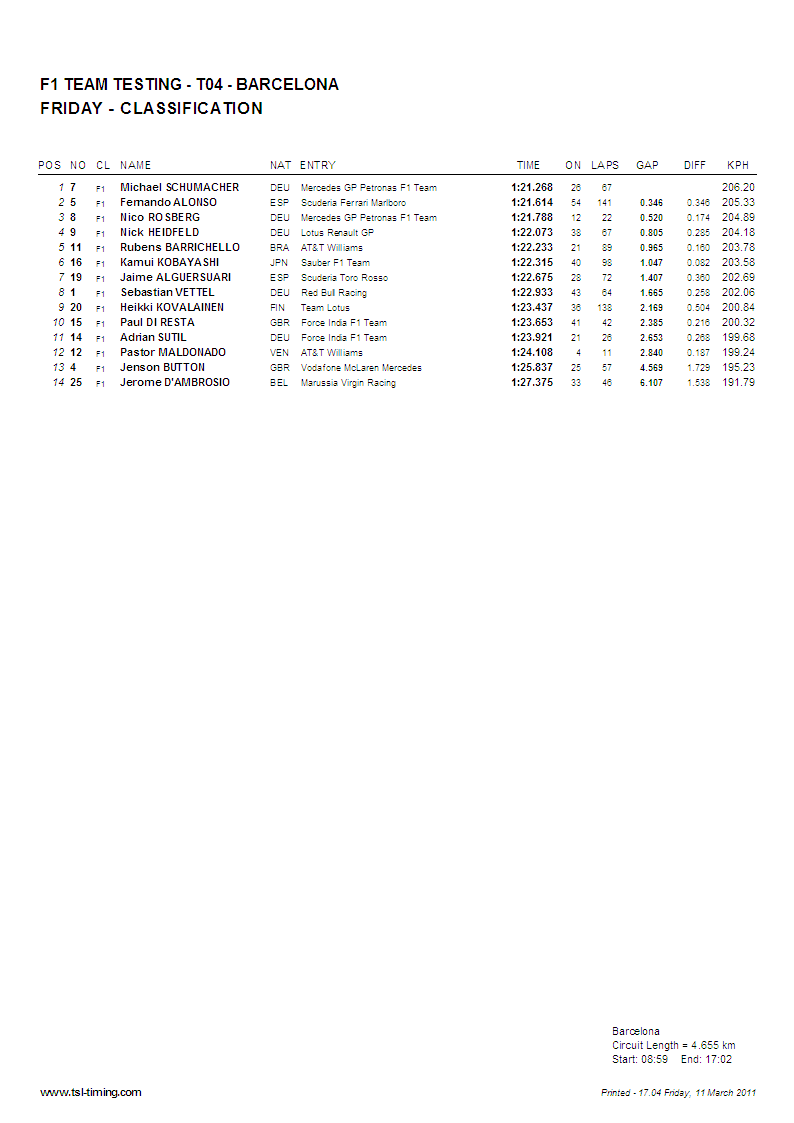 F1 TEAM TESTING - T04 - BARCELONA
FRIDAY - CLASSIFICATION
POS NO CL NAME NAT ENTRY TIME ON LAPS GAP DIFF KPH
1 7 F1 Michael SCHUMACHER DEU Mercedes GP Petronas F1 Team 1:21.268 26 67 206.20
2 5 F1 Fernando ALONSO ESP Scuderia Ferrari Marlboro 1:21.614 54 141 0.346 0.346 205.33
3 8 F1 Nico ROSBERG DEU Mercedes GP Petronas F1 Team 1:21.788 12 22 0.520 0.174 204.89
4 9 F1 Nick HEIDFELD DEU Lotus Renault GP 1:22.073 38 67 0.805 0.285 204.18
5 11 F1 Rubens BARRICHELLO BRA AT&T Williams 1:22.233 21 89 0.965 0.160 203.78
6 16 F1 Kamui KOBAYASHI JPN Sauber F1 Team 1:22.315 40 98 1.047 0.082 203.58
7 19 F1 Jaime ALGUERSUARI ESP Scuderia Toro Rosso 1:22.675 28 72 1.407 0.360 202.69
8 1 F1 Sebastian VETTEL DEU Red Bull Racing 1:22.933 43 64 1.665 0.258 202.06
9 20 F1 Heikki KOVALAINEN FIN Team Lotus 1:23.437 36 138 2.169 0.504 200.84
10 15 F1 Paul DI RESTA GBR Force India F1 Team 1:23.653 41 42 2.385 0.216 200.32
11 14 F1 Adrian SUTIL DEU Force India F1 Team 1:23.921 21 26 2.653 0.268 199.68
12 12 F1 Pastor MALDONADO VEN AT&T Williams 1:24.108 4 11 2.840 0.187 199.24
13 4 F1 Jenson BUTTON GBR Vodafone McLaren Mercedes 1:25.837 25 57 4.569 1.729 195.23
14 25 F1 Jerome D'AMBROSIO BEL Marussia Virgin Racing 1:27.375 33 46 6.107 1.538 191.79
Barcelona
Circuit Length = 4.655 km
Start: 08:59 End: 17:02
www.tsl-timing.com Printed - 17.04 Friday, 11 March 2011